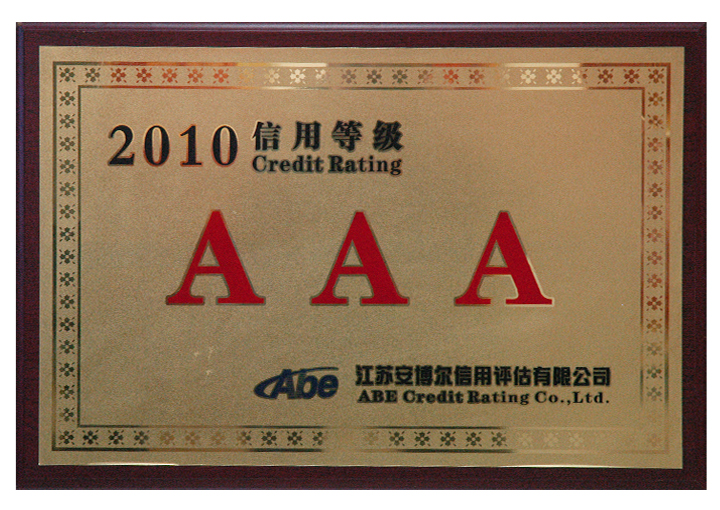 2010 信用等级
Credit Rating
A A A
Abe 江苏安博尔信用评估有限公司
ABE Credit Rating Co.,Ltd.